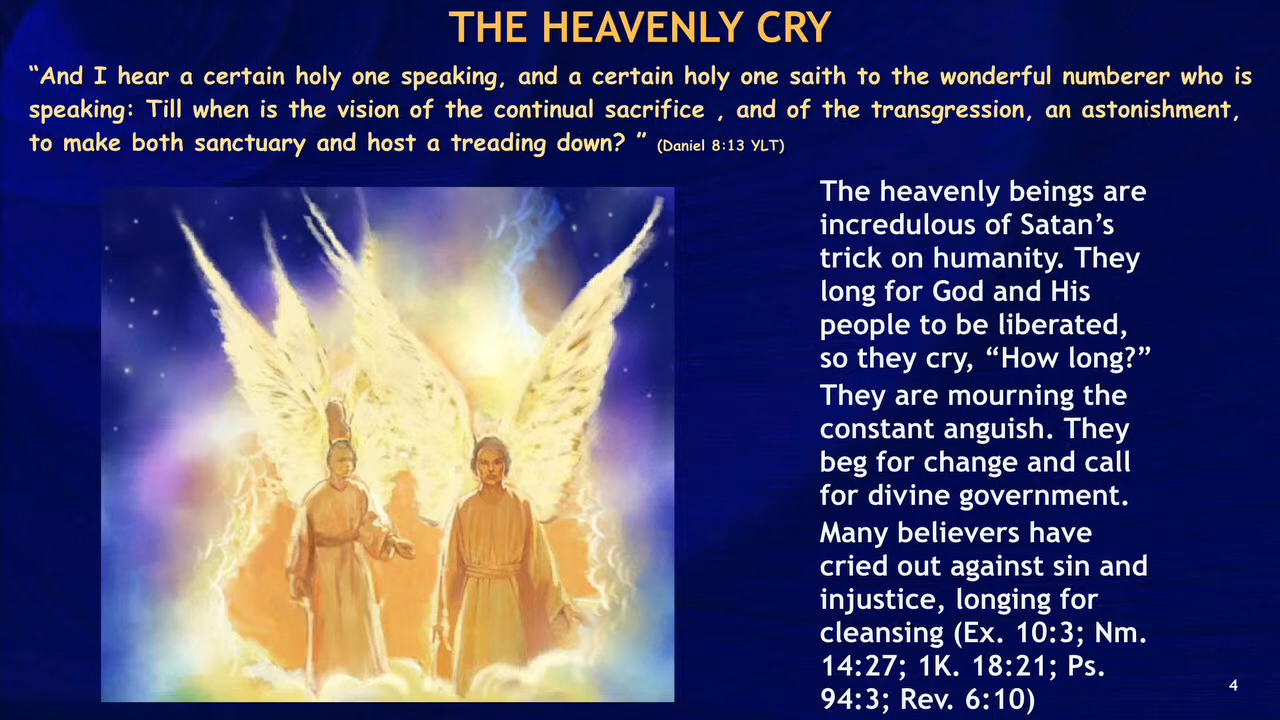 THE HEAVENLY CRY
“And I hear a certain holy one speaking, and a certain holy one saith to the wonderful numberer who is
speaking: Till when is the vision of the continual sacrifice , and of the transgression, an astonishment,
to make both sanctuary and host a treading down? ” (Daniel 8:13 YLT)
The heavenly beings are
incredulous of Satan’s
trick on humanity. They
long for God and His
people to be liberated,
so they cry, “How long?”
They are mourning the
constant anguish. They
beg for change and call
for divine government.
Many believers have
cried out against sin and
injustice, longing for
cleansing (Ex. 10:3; Nm.
14:27; 1K. 18:21; Ps.
94:3; Rev. 6:10)
4